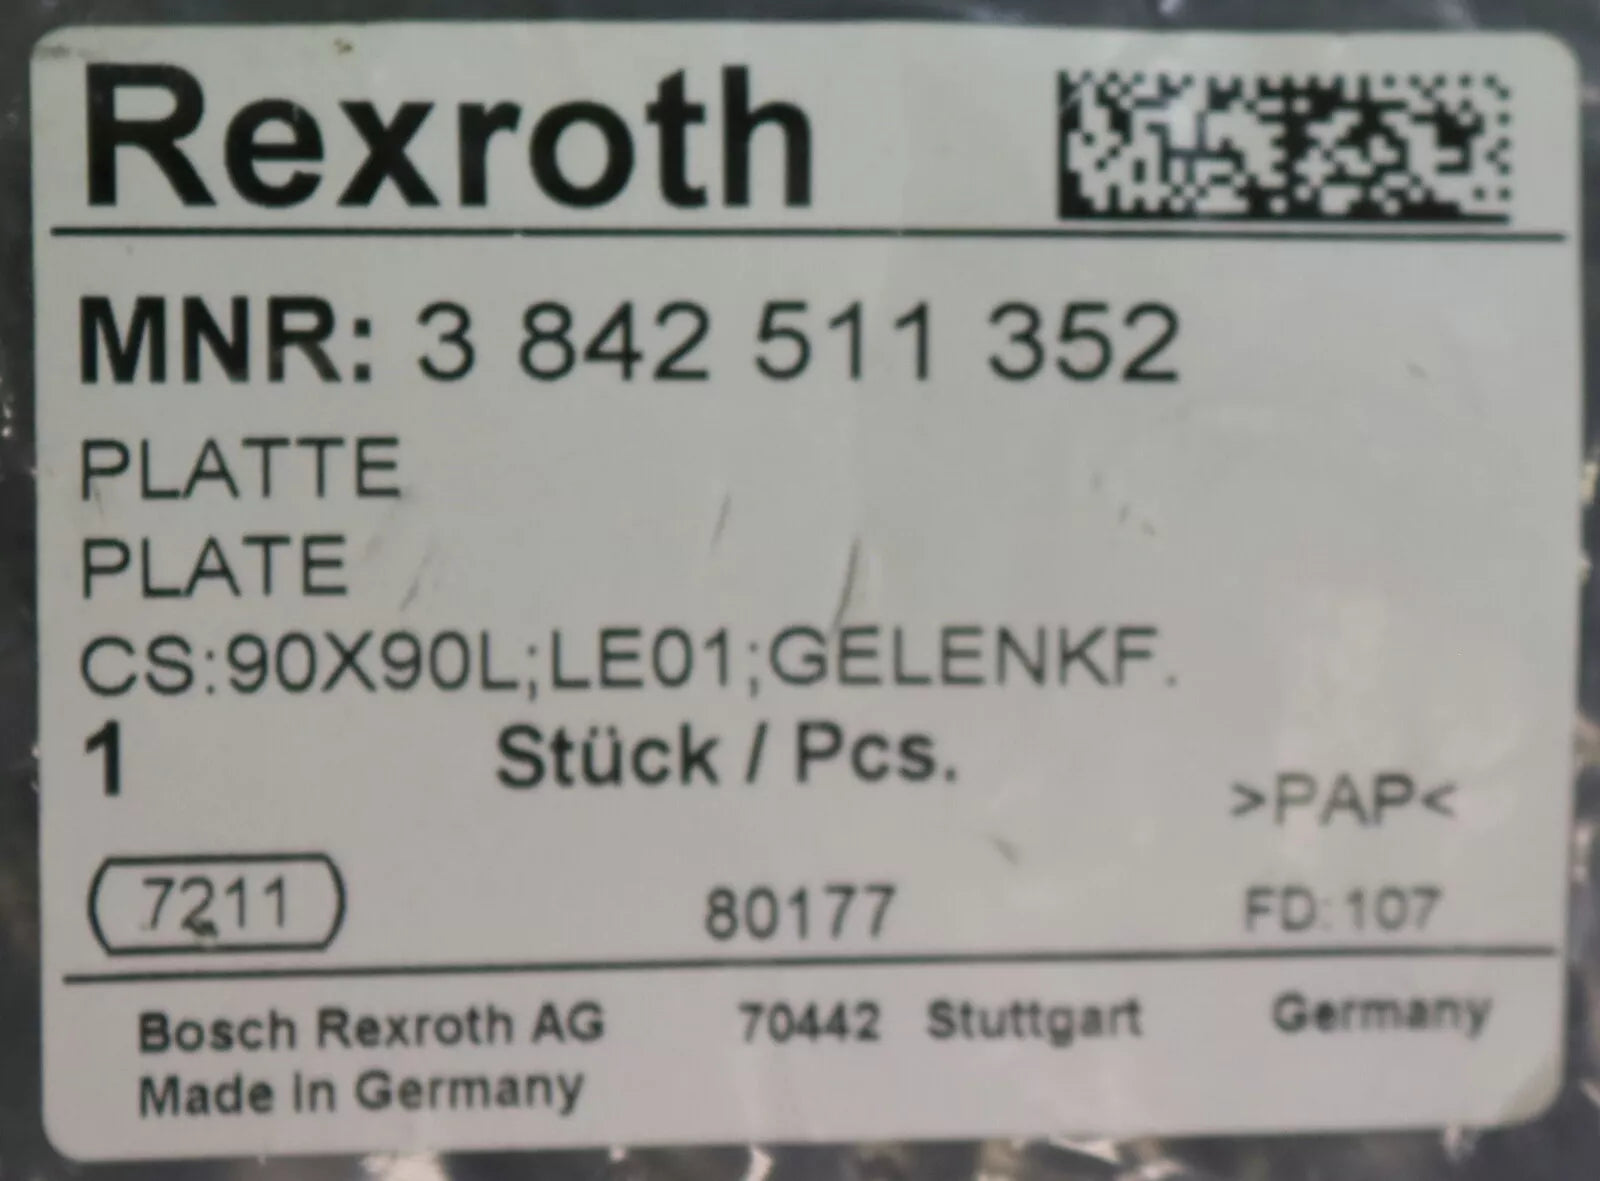 Rexroth
MNR: 3 842 511 352
PLATTE
PLATE
CS:90X90L;LE01;GELENKF.
1 Stück / Pcs.
>PAP<
7211 80177 FD:107
Bosch Rexroth AG 70442 Stuttgart Germany
Made in Germany